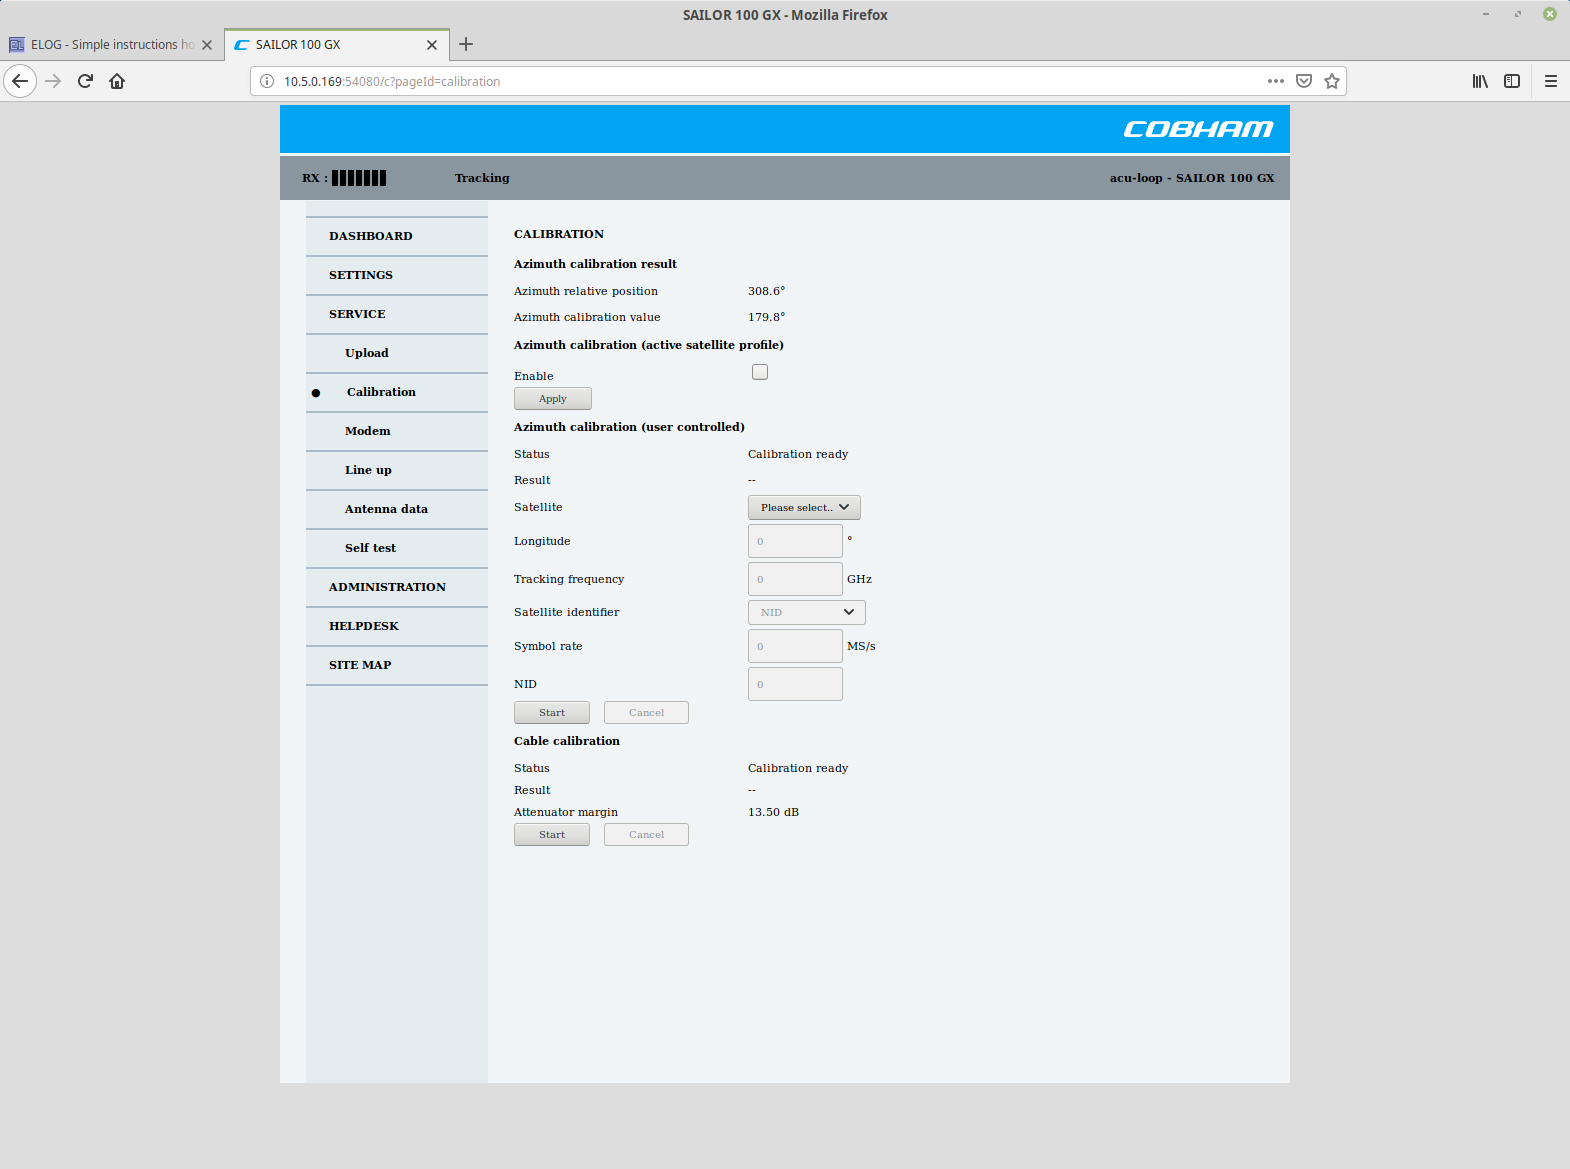 SAILOR 100 GX - Mozilla Firefox
ELOG - Simple instructions ho
SAILOR 100 GX
10.5.0.169:54080/c?pageId=calibration
COBHAM
RX :
Tracking
acu-loop - SAILOR 100 GX
DASHBOARD
SETTINGS
SERVICE
Upload
Calibration
Modem
Line up
Antenna data
Self test
ADMINISTRATION
HELPDESK
SITE MAP
CALIBRATION
Azimuth calibration result
Azimuth relative position 308.6°
Azimuth calibration value 179.8°
Azimuth calibration (active satellite profile)
Enable
Apply
Azimuth calibration (user controlled)
Status Calibration ready
Result --
Satellite Please select..
Longitude 0 °
Tracking frequency 0 GHz
Satellite identifier NID
Symbol rate 0 MS/s
NID 0
Start Cancel
Cable calibration
Status Calibration ready
Result --
Attenuator margin 13.50 dB
Start Cancel